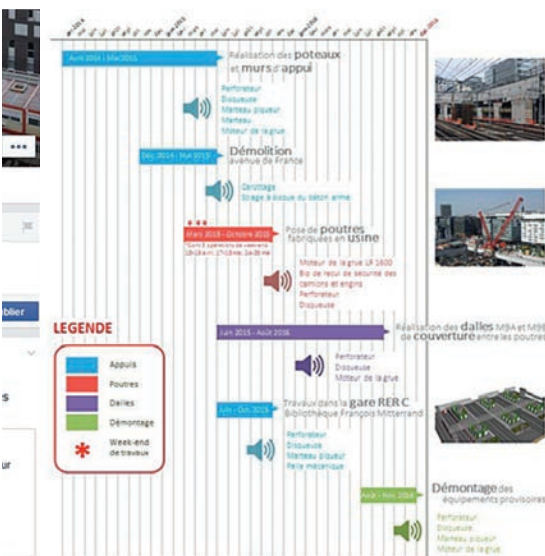 Avril 2014 - Mai 2015
Réalisation des poteaux
et murs d'appui
Perforateur
Disqueuse
Marteau piqueur
Marteau
Moteur de la grue
Déc. 2014 - Mai 2015
Démolition
avenue de France
Carottage
Sciage à disque du béton armé
Mars 2015 - Octobre 2015
Pose de poutres
fabriquées en usine
Moteur de la grue LR 1600
Bip de recul de sécurité des
camions et engins
Perforateur
Disqueuse
blier
LEGENDE
Appuis
Poutres
Dalles
Démontage
Week-end
de travaux
s
ur
Juin 2015 - Août 2016
Réalisation des dalles M9A et M9B
de couverture entre les poutres
Perforateur
Disqueuse
Moteur de la grue
Juin - Oct. 2015
Travaux dans la gare RER C
Bibliothèque François Mitterrand
Perforateur
Disqueuse
Marteau piqueur
Pelle mécanique
Août - Nov. 2016
Démontage des
équipements provisoires
Perforateur
Disqueuse
Marteau piqueur
Moteur de la grue